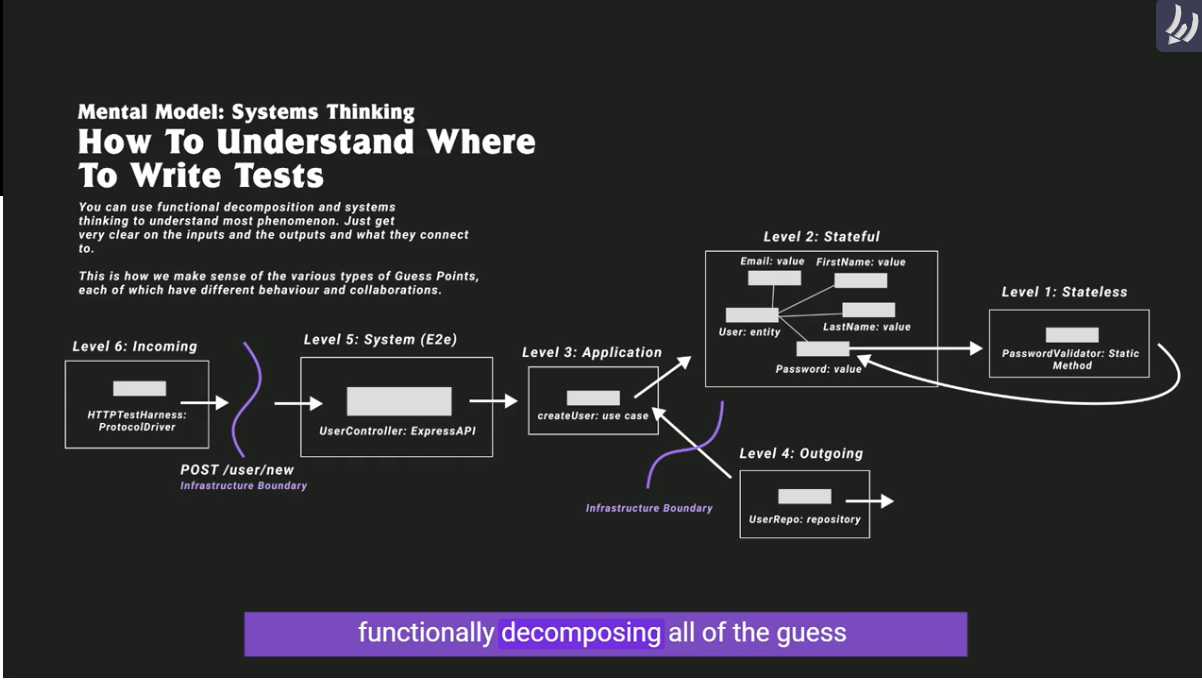 Mental Model: Systems Thinking
How To Understand Where
To Write Tests
You can use functional decomposition and systems
thinking to understand most phenomenon. Just get
very clear on the inputs and the outputs and what they connect
to.
This is how we make sense of the various types of Guess Points,
each of which have different behaviour and collaborations.
Level 6: Incoming
HTTPTestHarness:
ProtocolDriver
POST /user/new
Infrastructure Boundary
Level 5: System (E2e)
UserController: ExpressAPI
Level 3: Application
createUser: use case
Level 2: Stateful
Email: value
FirstName: value
User: entity
LastName: value
Password: value
Level 1: Stateless
PasswordValidator: Static
Method
Infrastructure Boundary
Level 4: Outgoing
UserRepo: repository
functionally decomposing all of the guess